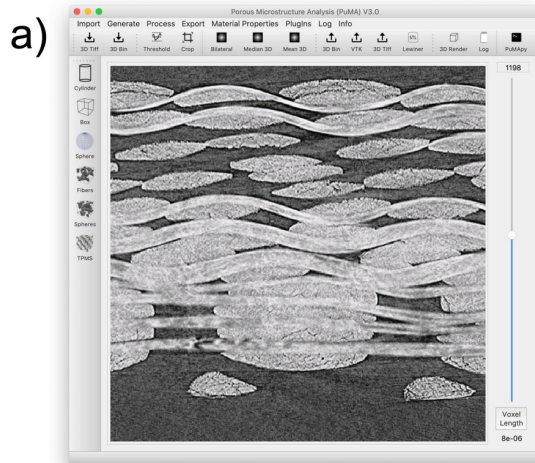 a)
Porous Microstructure Analysis (PuMA) V3.0
Import Generate Process Export Material Properties PlugIns Log Info
3D Tiff 3D Bin Threshold Crop Bilateral Median 3D Mean 3D 3D Bin VTK 3D Tiff Lewiner 3D Render Log PuMApy
1198
Cylinder
Box
Sphere
Fibers
Spheres
TPMS
Voxel
Length
8e-06